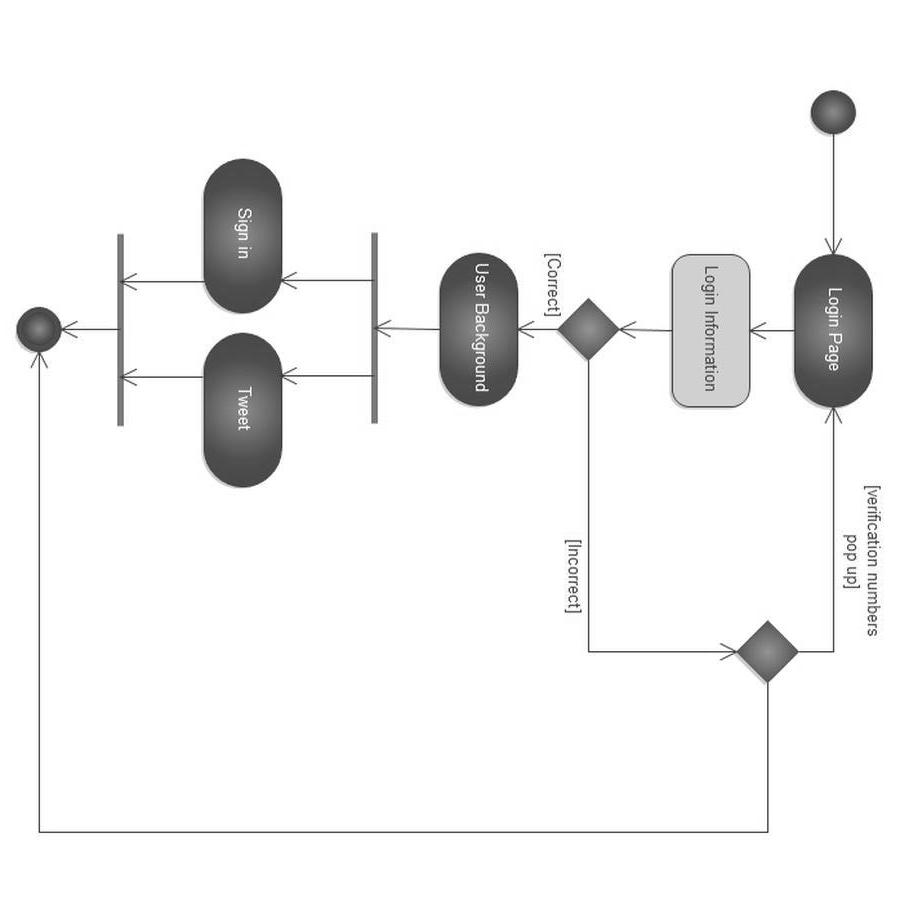 Login Page
[verification numbers
pop up]
Login Information
[Correct]
[Incorrect]
User Background
Sign in
Tweet